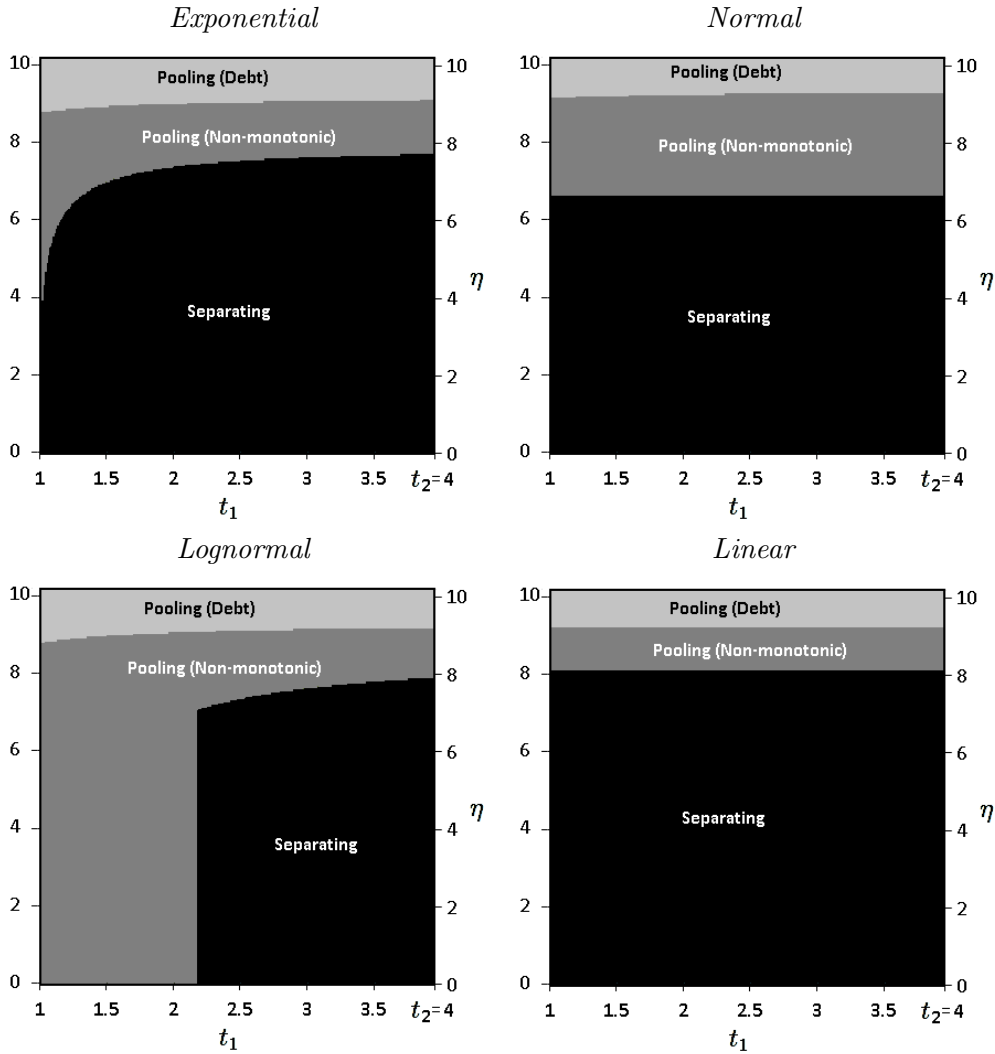 Exponential
10
8
6
4
2
0
Pooling (Debt)
Pooling (Non-monotonic)
Separating
10
8
6
4
2
0
η
1 1.5 2 2.5 3 3.5 t₂=4
t₁
Normal
10
8
6
4
2
0
Pooling (Debt)
Pooling (Non-monotonic)
Separating
10
8
6
4
2
0
η
1 1.5 2 2.5 3 3.5 t₂=4
t₁
Lognormal
10
8
6
4
2
0
Pooling (Debt)
Pooling (Non-monotonic)
Separating
10
8
6
4
2
0
η
1 1.5 2 2.5 3 3.5 t₂=4
t₁
Linear
10
8
6
4
2
0
Pooling (Debt)
Pooling (Non-monotonic)
Separating
10
8
6
4
2
0
η
1 1.5 2 2.5 3 3.5 t₂=4
t₁